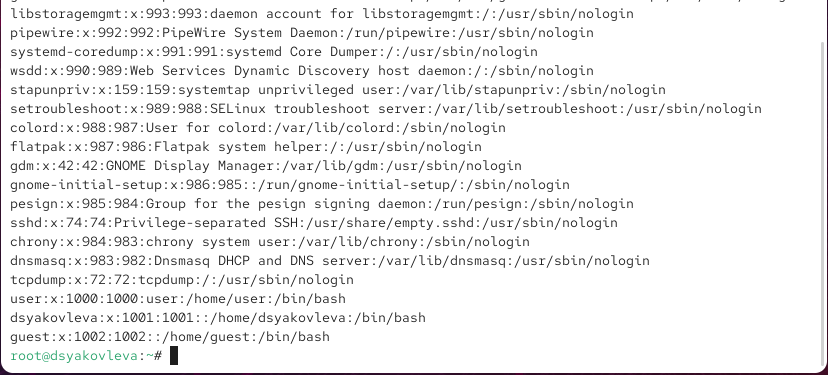 libstoragemgmt:x:993:993:daemon account for libstoragemgmt:/:/usr/sbin/nologin
pipewire:x:992:992:PipeWire System Daemon:/run/pipewire:/usr/sbin/nologin
systemd-coredump:x:991:991:systemd Core Dumper:/:/usr/sbin/nologin
wsdd:x:990:989:Web Services Dynamic Discovery host daemon:/:/sbin/nologin
stapunpriv:x:159:159:systemtap unprivileged user:/var/lib/stapunpriv:/sbin/nologin
setroubleshoot:x:989:988:SELinux troubleshoot server:/var/lib/setroubleshoot:/usr/sbin/nologin
colord:x:988:987:User for colord:/var/lib/colord:/sbin/nologin
flatpak:x:987:986:Flatpak system helper:/:/usr/sbin/nologin
gdm:x:42:42:GNOME Display Manager:/var/lib/gdm:/usr/sbin/nologin
gnome-initial-setup:x:986:985::/run/gnome-initial-setup/:/sbin/nologin
pesign:x:985:984:Group for the pesign signing daemon:/run/pesign:/sbin/nologin
sshd:x:74:74:Privilege-separated SSH:/usr/share/empty.sshd:/usr/sbin/nologin
chrony:x:984:983:chrony system user:/var/lib/chrony:/sbin/nologin
dnsmasq:x:983:982:Dnsmasq DHCP and DNS server:/var/lib/dnsmasq:/usr/sbin/nologin
tcpdump:x:72:72:tcpdump:/:/usr/sbin/nologin
user:x:1000:1000:user:/home/user:/bin/bash
dsyakovleva:x:1001:1001::/home/dsyakovleva:/bin/bash
guest:x:1002:1002::/home/guest:/bin/bash
root@dsyakovleva:~#